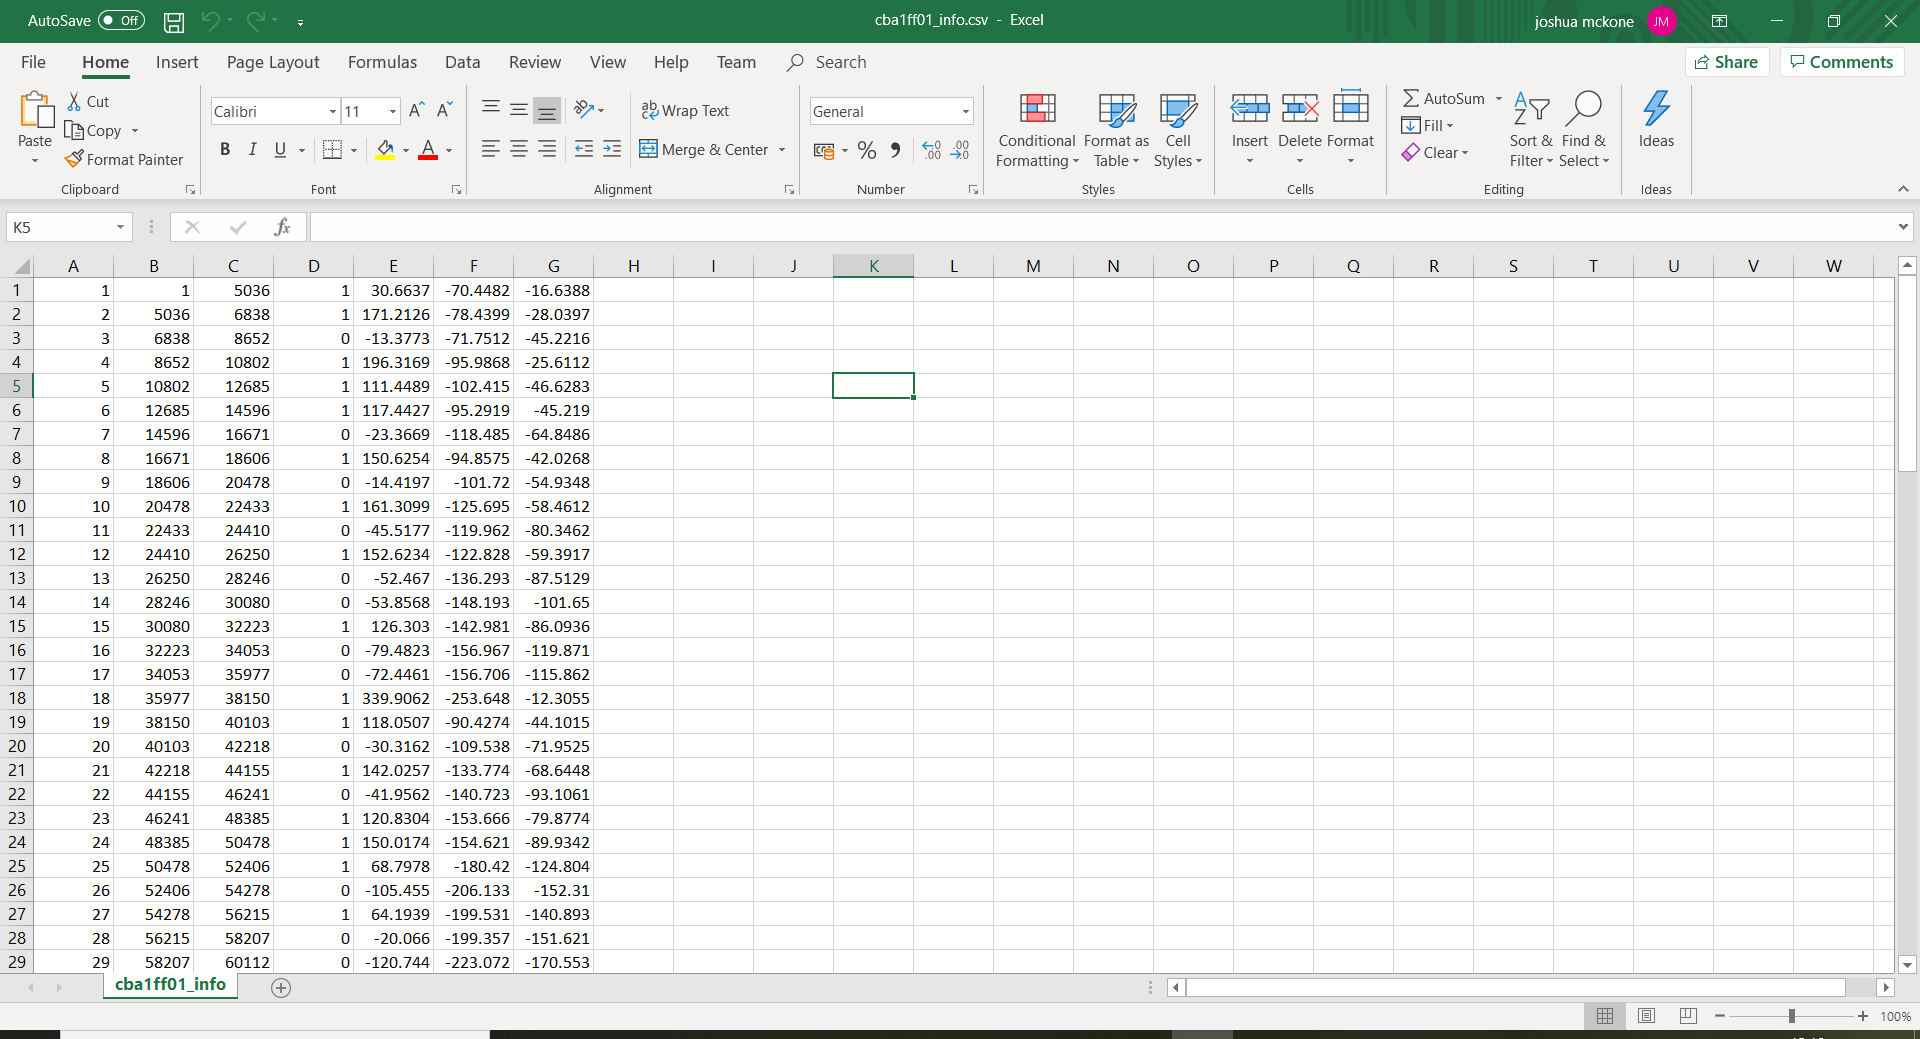 AutoSave Off cba1ff01_info.csv - Excel joshua mckone JM
File Home Insert Page Layout Formulas Data Review View Help Team Search Share Comments
Paste Cut Copy Format Painter Clipboard
Calibri 11 A A B I U A Font
ab Wrap Text Merge & Center Alignment
General % Number
Conditional Formatting Format as Table Cell Styles Styles
Insert Delete Format Cells
AutoSum Fill Clear Sort & Filter Find & Select Editing
Ideas Ideas
K5 fx
A B C D E F G H I J K L M N O P Q R S T U V W
1 1 1 5036 1 30.6637 -70.4482 -16.6388
2 2 5036 6838 1 171.2126 -78.4399 -28.0397
3 3 6838 8652 0 -13.3773 -71.7512 -45.2216
4 4 8652 10802 1 196.3169 -95.9868 -25.6112
5 5 10802 12685 1 111.4489 -102.415 -46.6283
6 6 12685 14596 1 117.4427 -95.2919 -45.219
7 7 14596 16671 0 -23.3669 -118.485 -64.8486
8 8 16671 18606 1 150.6254 -94.8575 -42.0268
9 9 18606 20478 0 -14.4197 -101.72 -54.9348
10 10 20478 22433 1 161.3099 -125.695 -58.4612
11 11 22433 24410 0 -45.5177 -119.962 -80.3462
12 12 24410 26250 1 152.6234 -122.828 -59.3917
13 13 26250 28246 0 -52.467 -136.293 -87.5129
14 14 28246 30080 0 -53.8568 -148.193 -101.65
15 15 30080 32223 1 126.303 -142.981 -86.0936
16 16 32223 34053 0 -79.4823 -156.967 -119.871
17 17 34053 35977 0 -72.4461 -156.706 -115.862
18 18 35977 38150 1 339.9062 -253.648 -12.3055
19 19 38150 40103 1 118.0507 -90.4274 -44.1015
20 20 40103 42218 0 -30.3162 -109.538 -71.9525
21 21 42218 44155 1 142.0257 -133.774 -68.6448
22 22 44155 46241 0 -41.9562 -140.723 -93.1061
23 23 46241 48385 1 120.8304 -153.666 -79.8774
24 24 48385 50478 1 150.0174 -154.621 -89.9342
25 25 50478 52406 1 68.7978 -180.42 -124.804
26 26 52406 54278 0 -105.455 -206.133 -152.31
27 27 54278 56215 1 64.1939 -199.531 -140.893
28 28 56215 58207 0 -20.066 -199.357 -151.621
29 29 58207 60112 0 -120.744 -223.072 -170.553
cba1ff01_info
100%